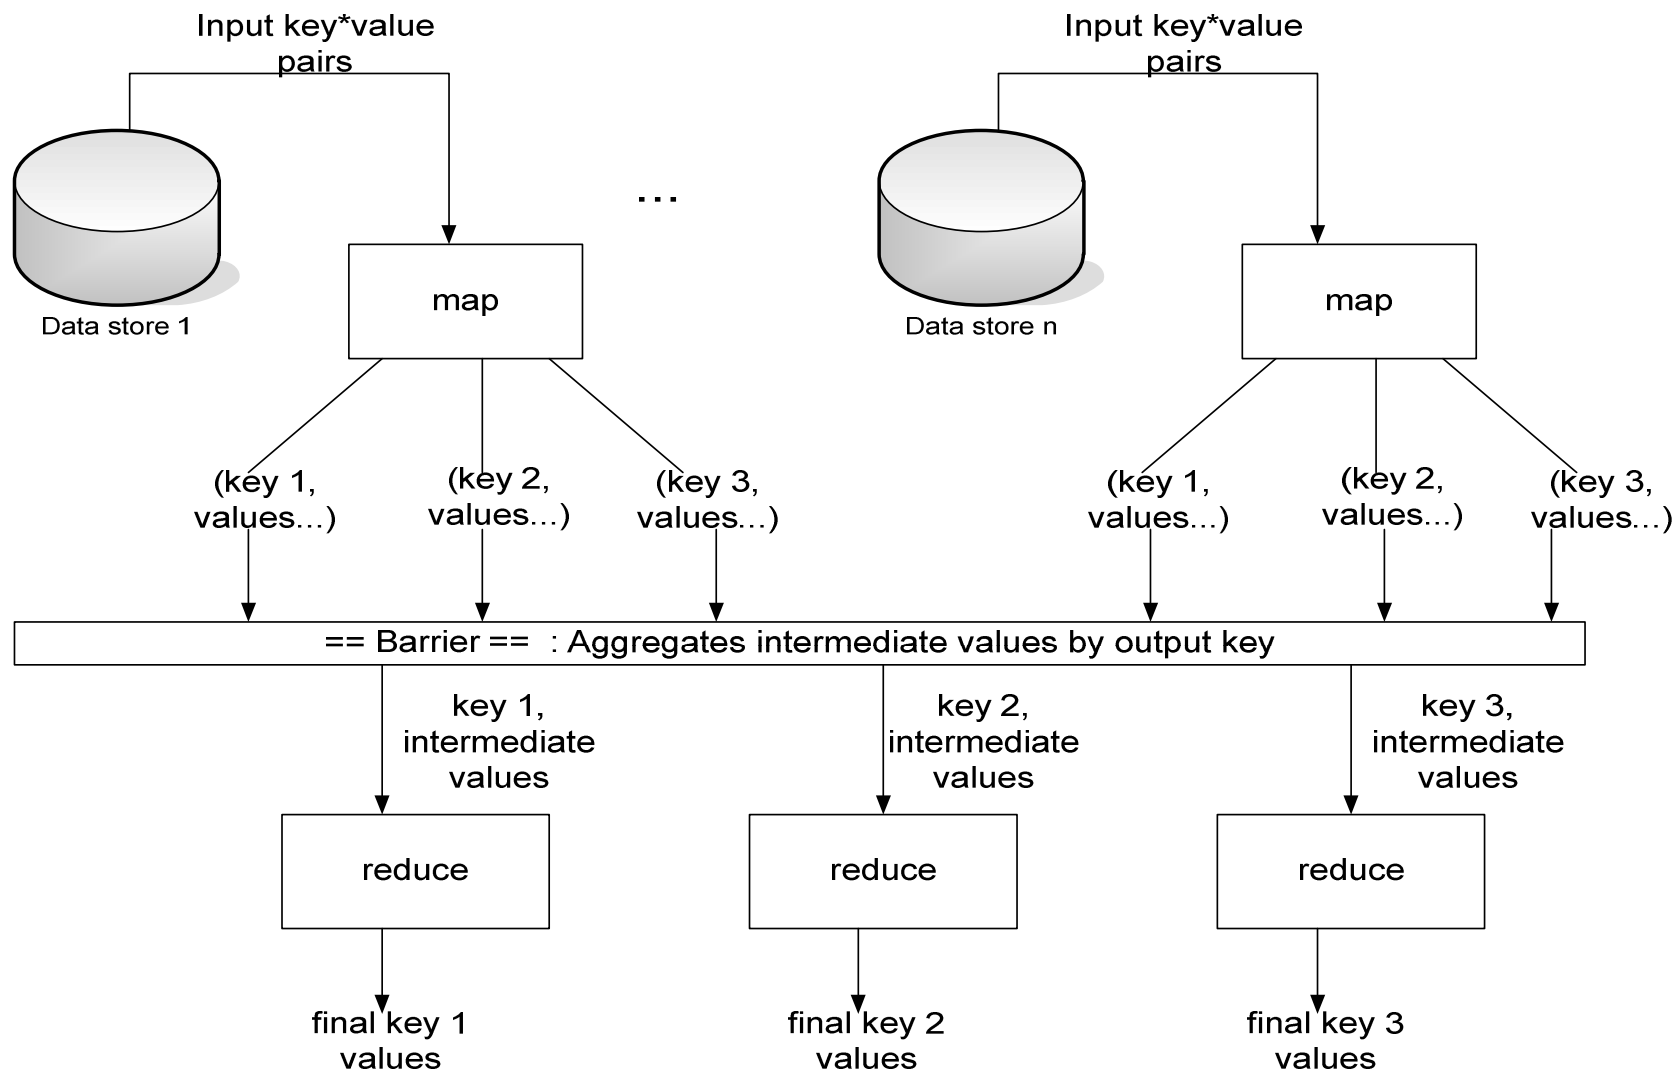 Input key*value
pairs
Input key*value
pairs
...
map
map
Data store 1
Data store n
(key 1,
values...)
(key 2,
values...)
(key 3,
values...)
(key 1,
values...)
(key 2,
values...)
(key 3,
values...)
== Barrier == : Aggregates intermediate values by output key
key 1,
intermediate
values
key 2,
intermediate
values
key 3,
intermediate
values
reduce
reduce
reduce
final key 1
values
final key 2
values
final key 3
values